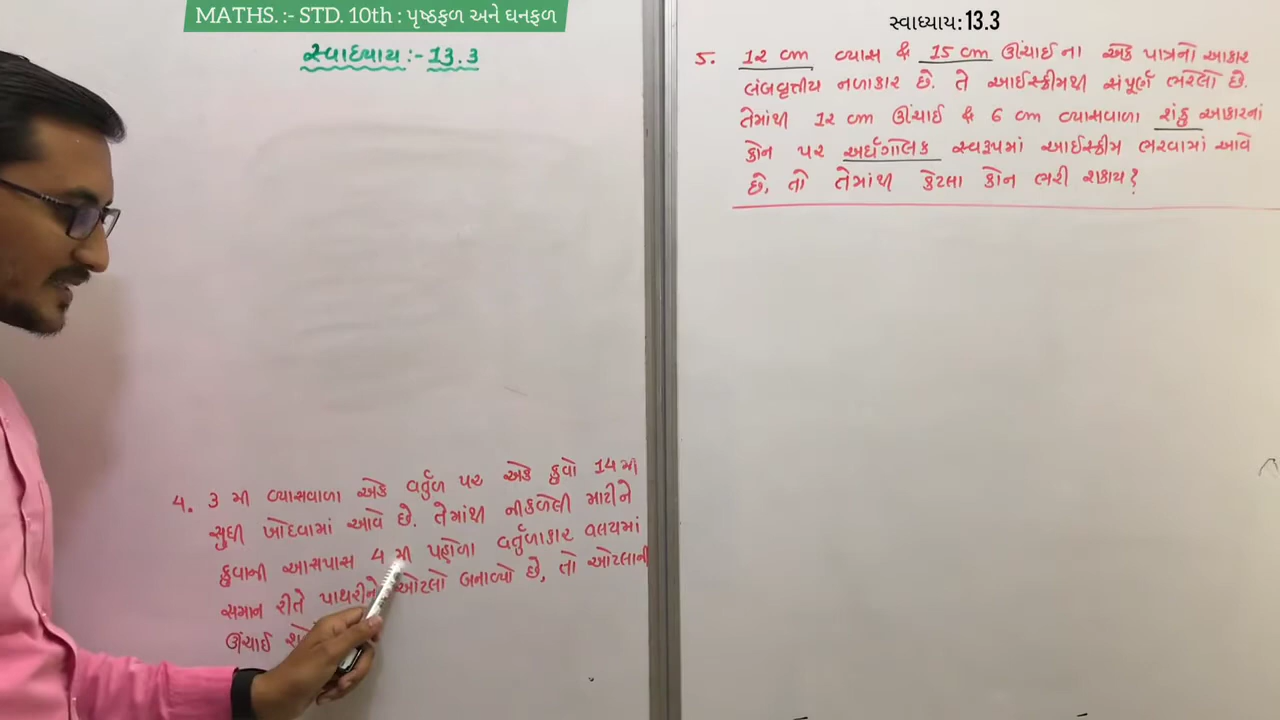 MATHS. :- STD. 10th : પૃષ્ઠફળ અને ઘનફળ
સ્વાધ્યાય :- 13.3
4. 3 મી વ્યાસવાળા એક વર્તુળ પર એક કુવો 14 મી
સુધી ખોદવામાં આવે છે. તેમાંથી નીકળેલી માટીને
કુવાની આસપાસ 4 મી પહોળા વર્તુળાકાર વલયમાં
સમાન રીતે પાથરીને ઓટલો બનાવ્યો છે, તો ઓટલાની
ઊંચાઈ
સ્વાધ્યાય: 13.3
5. 12 cm વ્યાસ & 15 cm ઊંચાઈ ના એક પાત્રનો આકાર
લંબવૃત્તીય નળાકાર છે. તે આઈસ્ક્રીમથી સંપૂર્ણ ભરેલો છે.
તેમાંથી 12 cm ઊંચાઈ & 6 cm વ્યાસવાળા શંકુ આકારનાં
કોન પર અર્ધગોલક સ્વરૂપમાં આઈસ્ક્રીમ ભરવામાં આવે
છે, તો તેમાંથી કેટલા કોન ભરી શકાય?